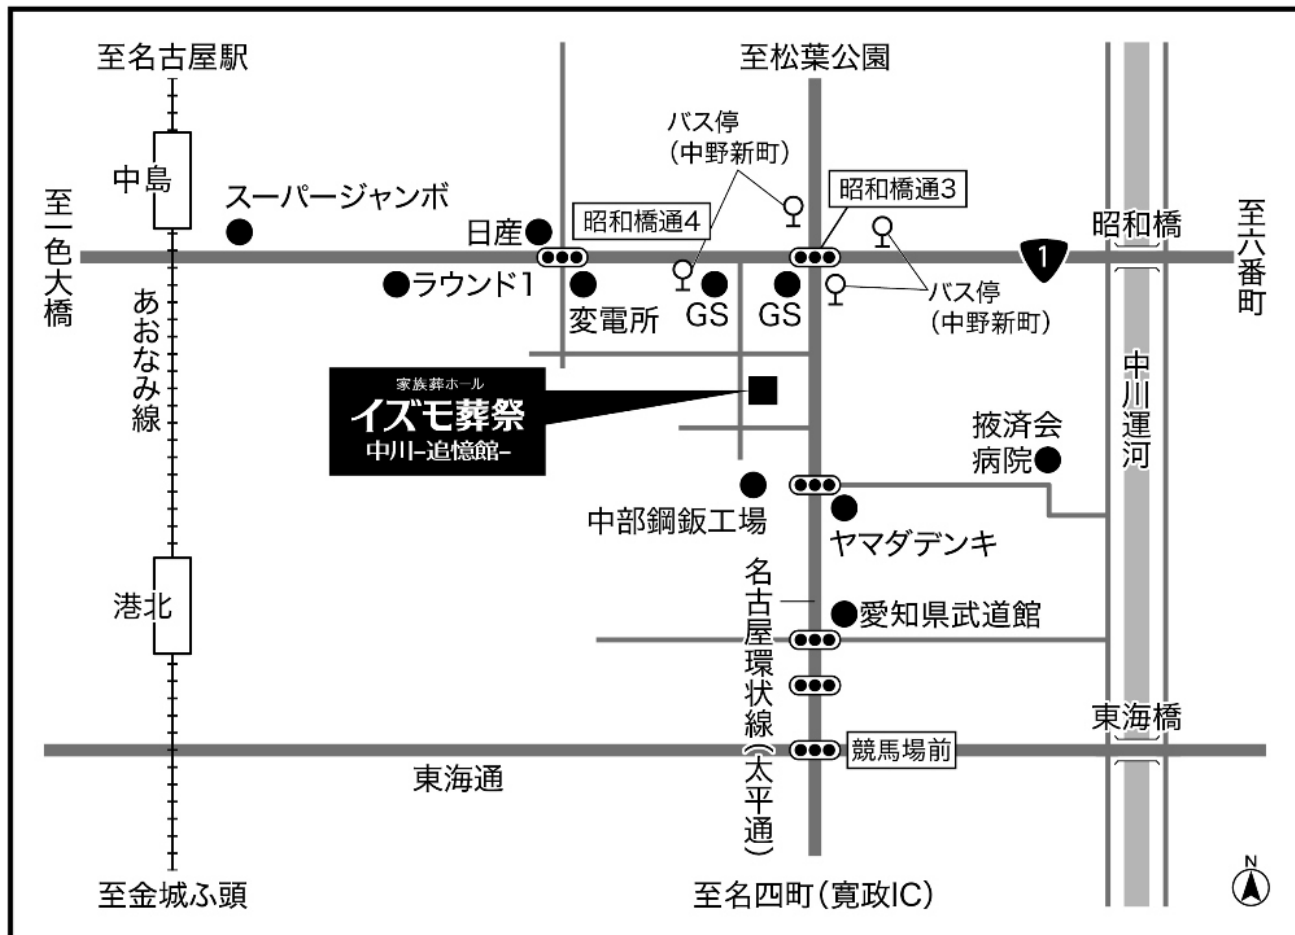 至名古屋駅
至松葉公園
バス停
(中野新町)
中島
スーパージャンボ
昭和橋通3
至一色大橋
日産
昭和橋通4
昭和橋
至六番町
1
ラウンド1
変電所
GS
GS
バス停
(中野新町)
あおなみ線
家族葬ホール
イズモ葬祭
中川-追憶館-
中川運河
掖済会
病院
中部鋼鈑工場
ヤマダデンキ
港北
名古屋環状線(太平通)
愛知県武道館
東海橋
競馬場前
東海通
至金城ふ頭
至名四町(寛政IC)
N